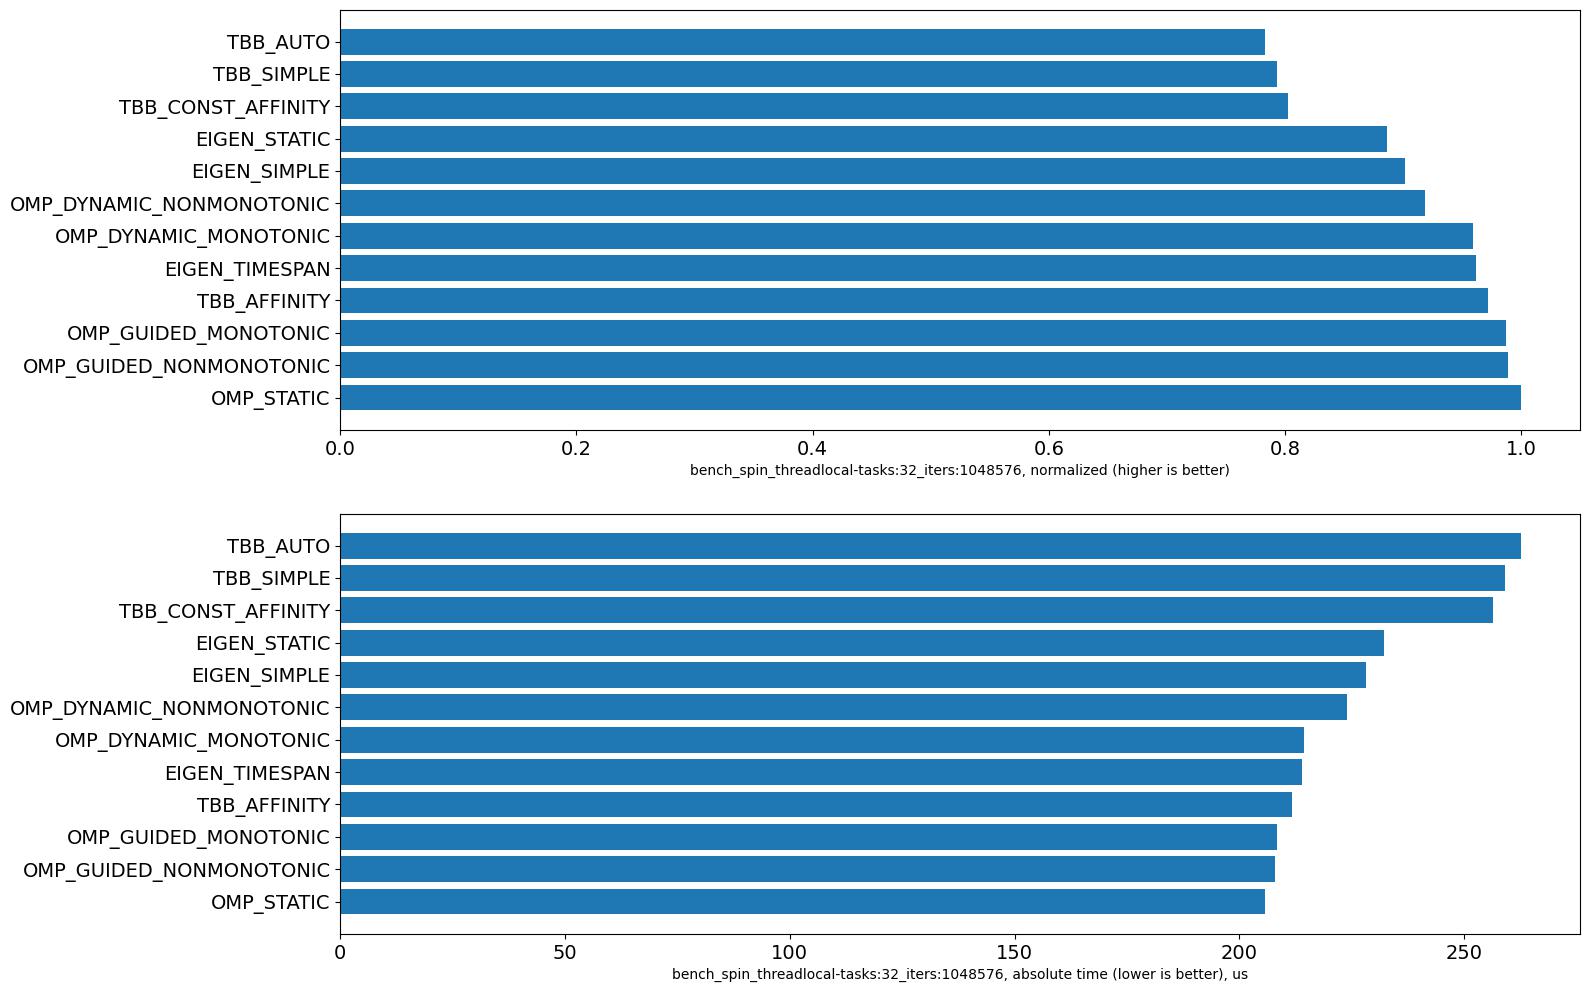 TBB_AUTO
TBB_SIMPLE
TBB_CONST_AFFINITY
EIGEN_STATIC
EIGEN_SIMPLE
OMP_DYNAMIC_NONMONOTONIC
OMP_DYNAMIC_MONOTONIC
EIGEN_TIMESPAN
TBB_AFFINITY
OMP_GUIDED_MONOTONIC
OMP_GUIDED_NONMONOTONIC
OMP_STATIC
0.0 0.2 0.4 0.6 0.8 1.0
bench_spin_threadlocal-tasks:32_iters:1048576, normalized (higher is better)
TBB_AUTO
TBB_SIMPLE
TBB_CONST_AFFINITY
EIGEN_STATIC
EIGEN_SIMPLE
OMP_DYNAMIC_NONMONOTONIC
OMP_DYNAMIC_MONOTONIC
EIGEN_TIMESPAN
TBB_AFFINITY
OMP_GUIDED_MONOTONIC
OMP_GUIDED_NONMONOTONIC
OMP_STATIC
0 50 100 150 200 250
bench_spin_threadlocal-tasks:32_iters:1048576, absolute time (lower is better), us